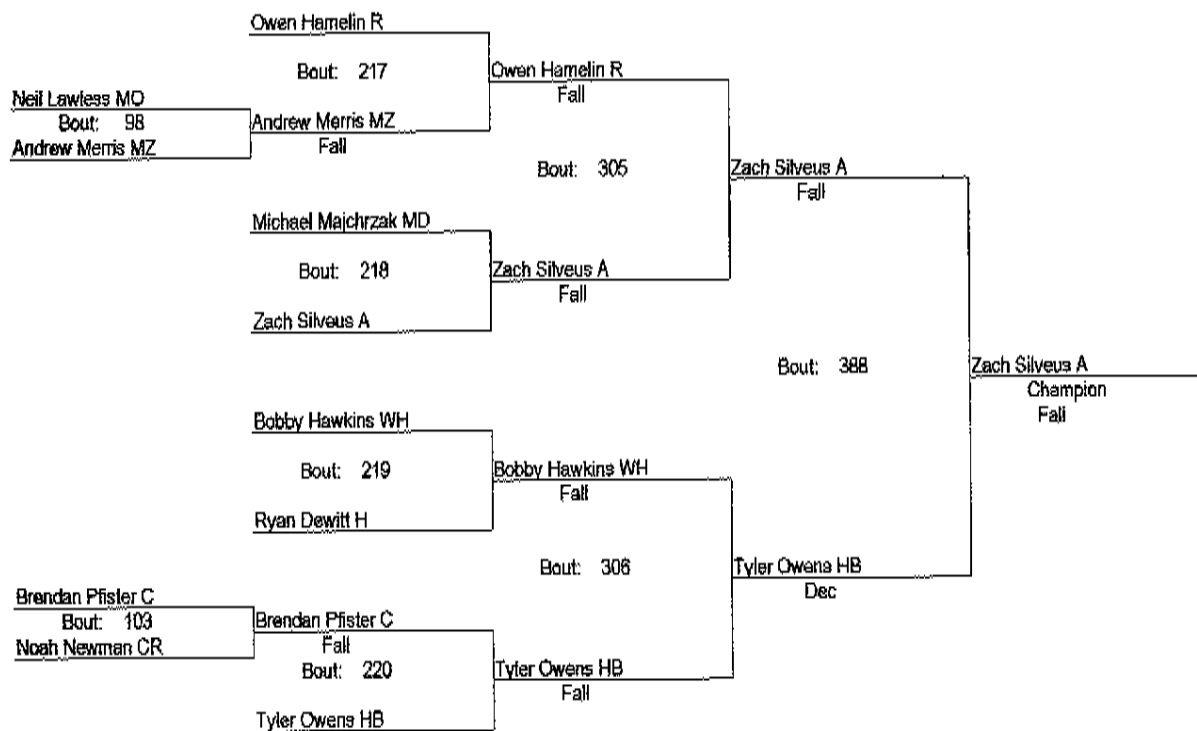 Owen Hamelin R
Bout: 217
Owen Hamelin R
Fall
Neil Lawless MO
Bout: 98
Andrew Merris MZ
Andrew Merris MZ
Fall
Bout: 305
Zach Silveus A
Fall
Michael Majchrzak MD
Bout: 218
Zach Silveus A
Fall
Zach Silveus A
Bout: 388
Zach Silveus A
Champion
Fall
Bobby Hawkins WH
Bout: 219
Bobby Hawkins WH
Fall
Ryan Dewitt H
Bout: 306
Tyler Owens HB
Dec
Brendan Pfister C
Bout: 103
Noah Newman CR
Brendan Pfister C
Fall
Bout: 220
Tyler Owens HB
Fall
Tyler Owens HB